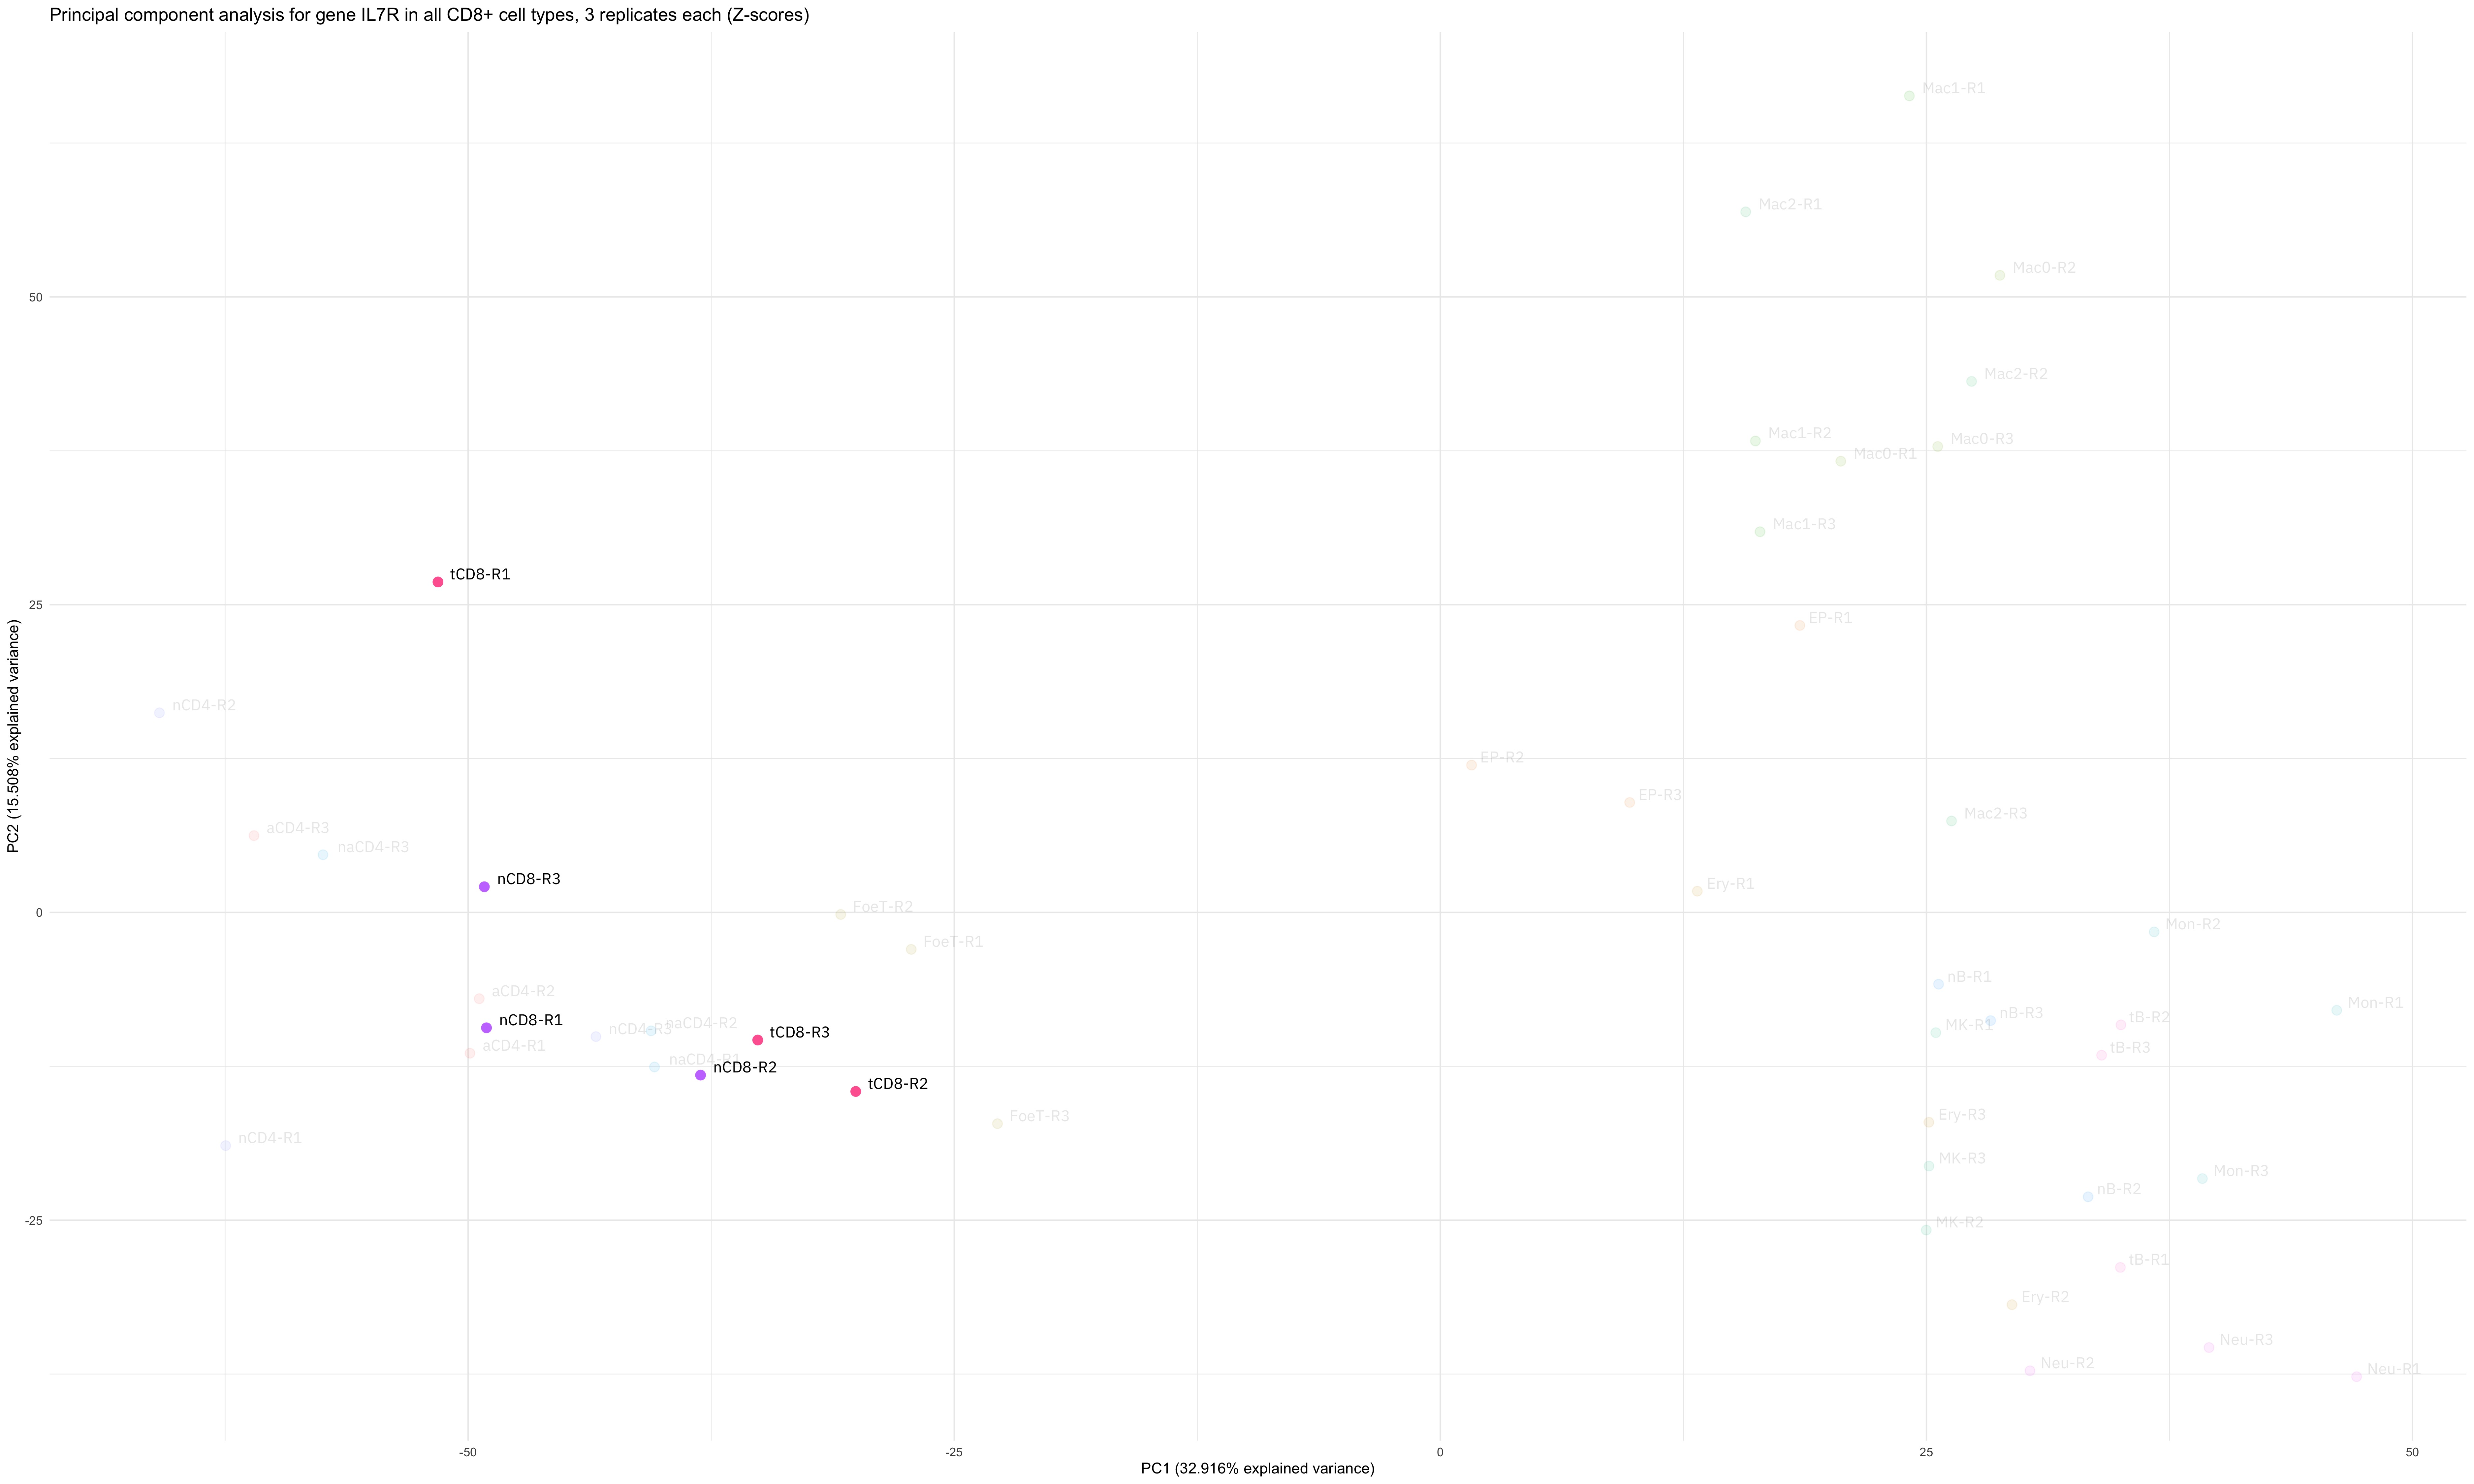 Principal component analysis for gene IL7R in all CD8+ cell types, 3 replicates each (Z-scores)
Mac1-R1
Mac2-R1
Mac0-R2
50
Mac2-R2
Mac1-R2
Mac0-R3
Mac0-R1
Mac1-R3
tCD8-R1
25
EP-R1
nCD4-R2
EP-R2
EP-R3
Mac2-R3
aCD4-R3
naCD4-R3
nCD8-R3
Ery-R1
0
FoeT-R2
Mon-R2
FoeT-R1
nB-R1
aCD4-R2
Mon-R1
nB-R3
tB-R2
nCD8-R1
naCD4-R2
MK-R1
nCD4-R3
tCD8-R3
aCD4-R1
tB-R3
naCD4-R1
nCD8-R2
tCD8-R2
FoeT-R3
Ery-R3
nCD4-R1
MK-R3
Mon-R3
nB-R2
-25
MK-R2
tB-R1
Ery-R2
Neu-R3
Neu-R2
Neu-R1
PC2 (15.508% explained variance)
-50 -25 0 25 50
PC1 (32.916% explained variance)